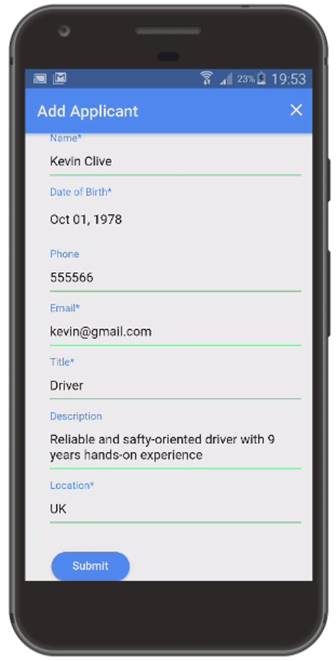 23% 19:53
Add Applicant
Name*
Kevin Clive
Date of Birth*
Oct 01, 1978
Phone
555566
Email*
kevin@gmail.com
Title*
Driver
Description
Reliable and safty-oriented driver with 9
years hands-on experience
Location*
UK
Submit